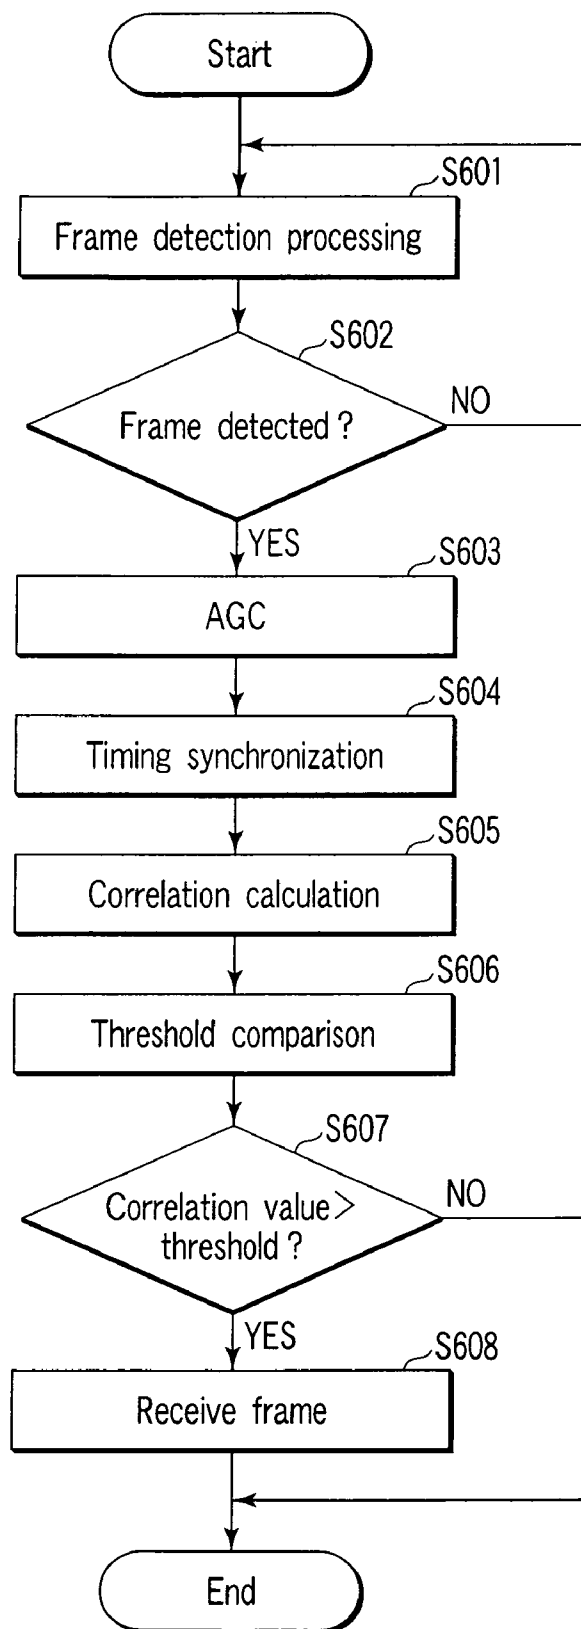 Start
S601
Frame detection processing
S602
Frame detected ?
NO
YES
S603
AGC
S604
Timing synchronization
S605
Correlation calculation
S606
Threshold comparison
S607
Correlation value >
threshold ?
NO
YES
S608
Receive frame
End